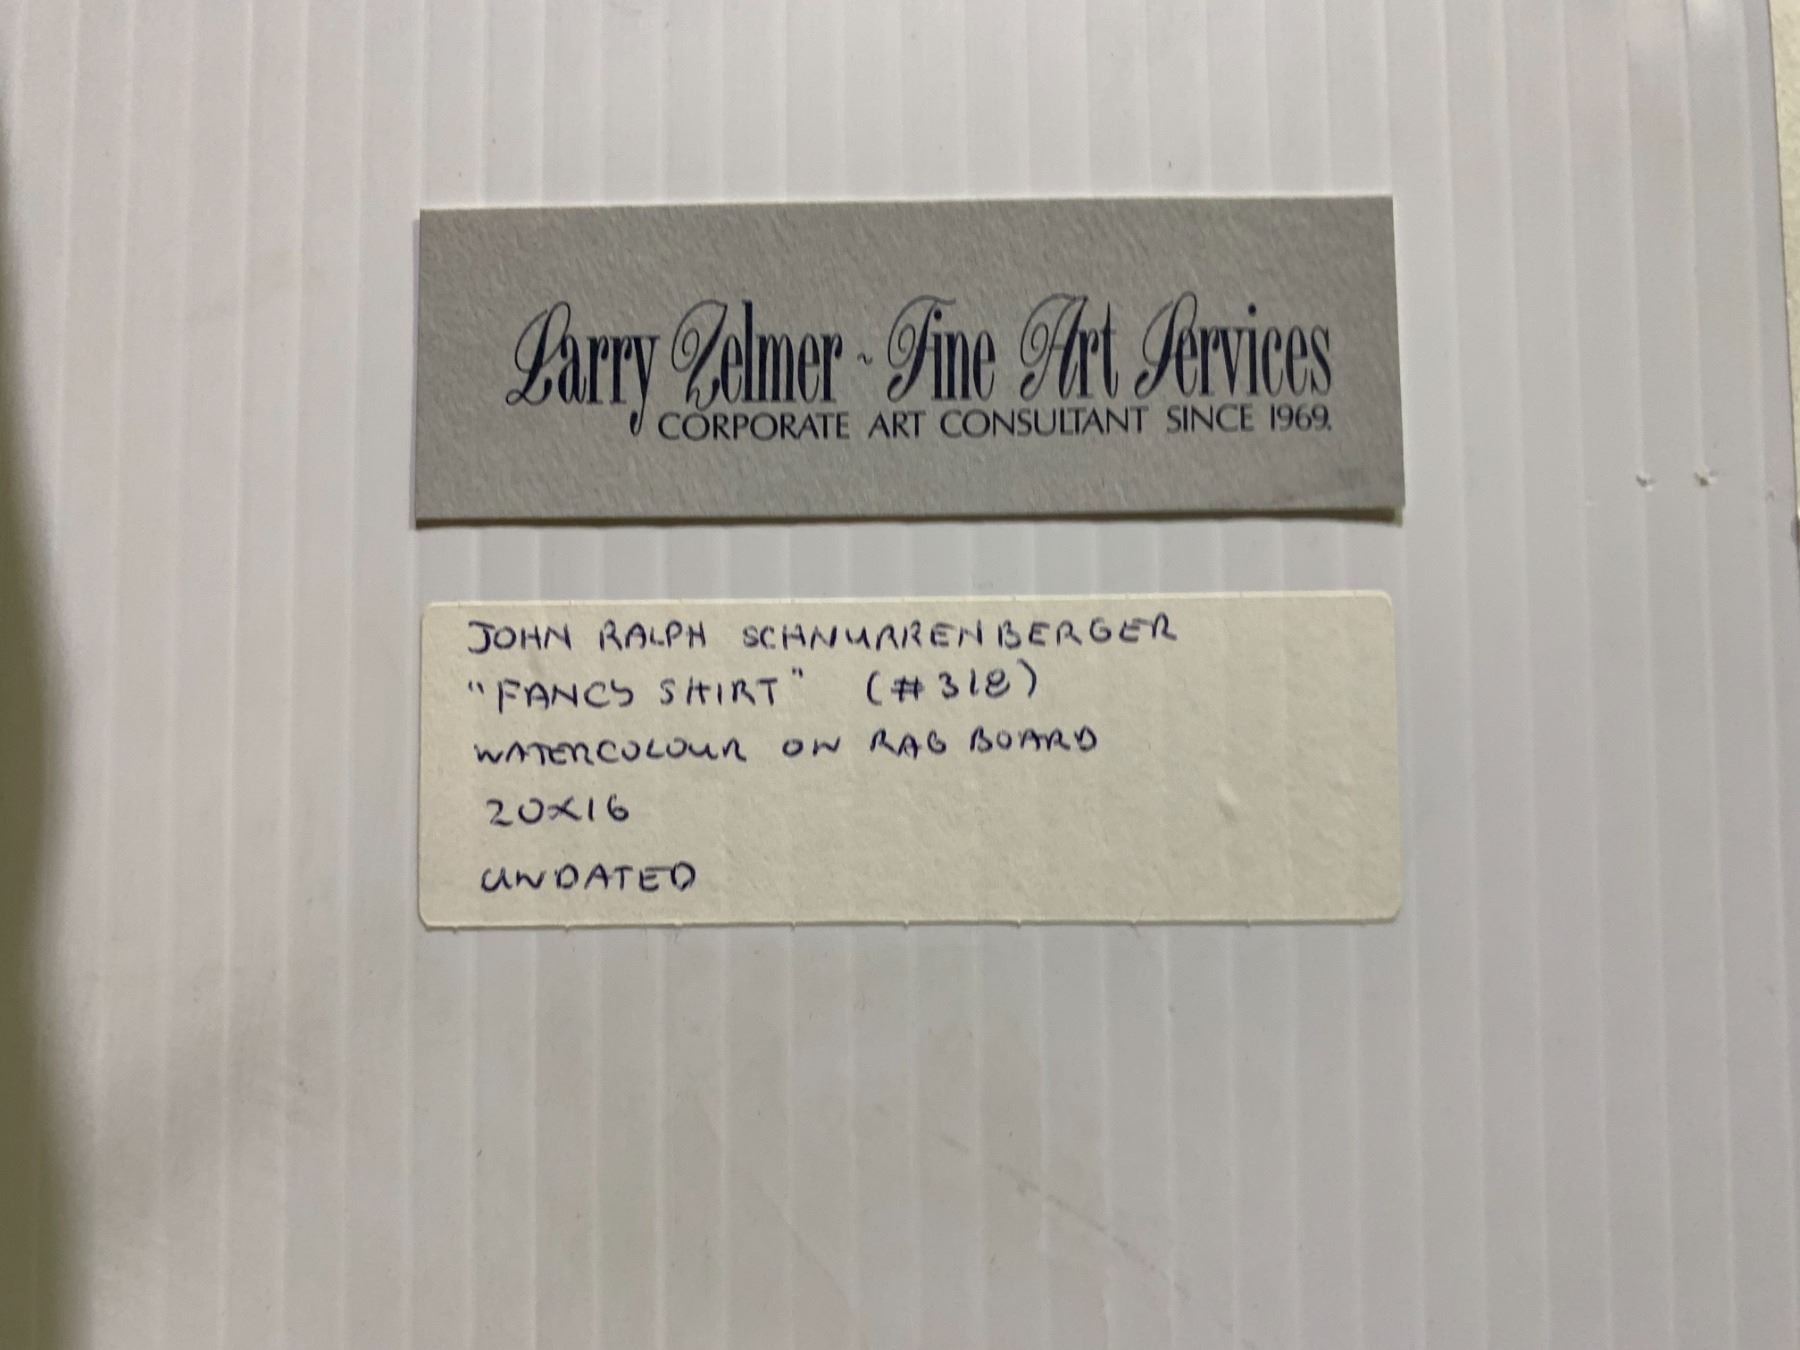 Larry Zelmer ~ Fine Art Services
CORPORATE ART CONSULTANT SINCE 1969.
JOHN RALPH SCHNURRENBERGER
"FANCY SHIRT" (#318)
WATERCOLOUR ON RAG BOARD
20X16
UNDATED